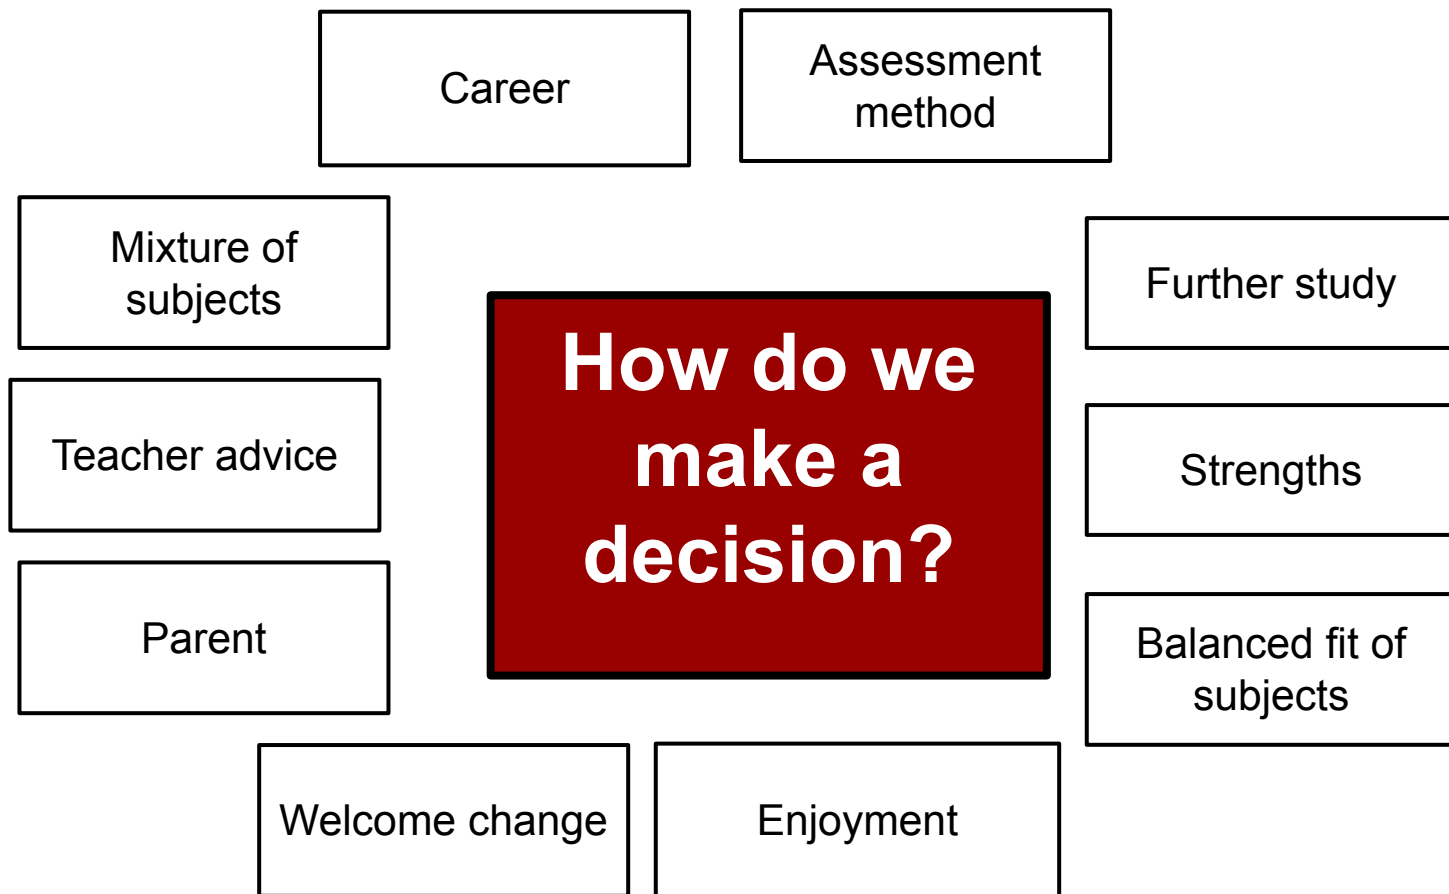 Career
Assessment
method
Mixture of
subjects
Further study
How do we
make a
decision?
Teacher advice
Strengths
Parent
Balanced fit of
subjects
Welcome change
Enjoyment